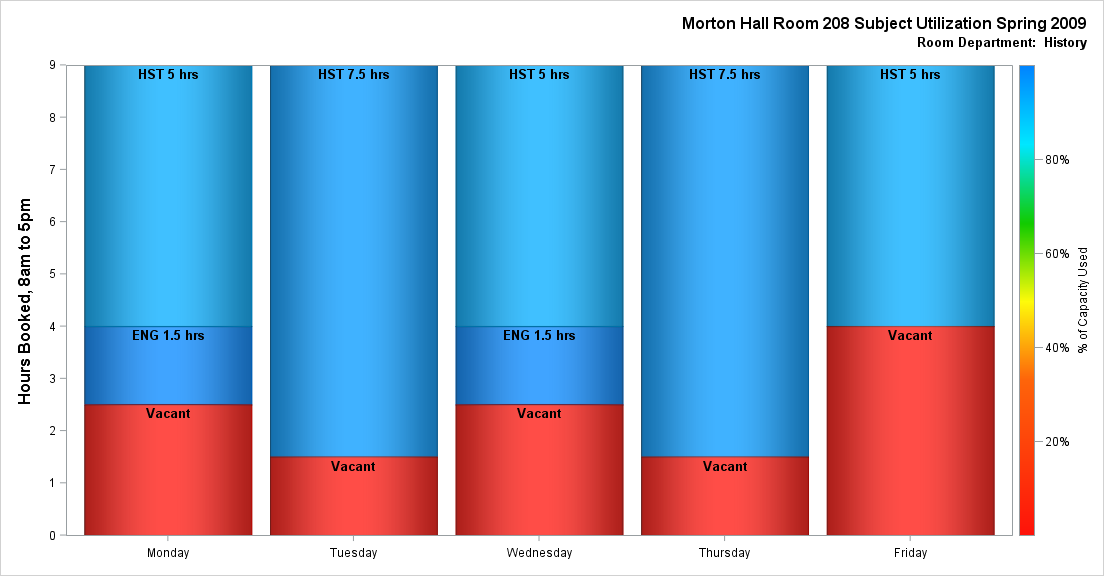 Morton Hall Room 208 Subject Utilization Spring 2009
Room Department: History
Hours Booked, 8am to 5pm
9
8
7
6
5
4
3
2
1
0
HST 5 hrs
ENG 1.5 hrs
Vacant
HST 7.5 hrs
Vacant
HST 5 hrs
ENG 1.5 hrs
Vacant
HST 7.5 hrs
Vacant
HST 5 hrs
Vacant
Monday
Tuesday
Wednesday
Thursday
Friday
80%
60%
40%
20%
% of Capacity Used